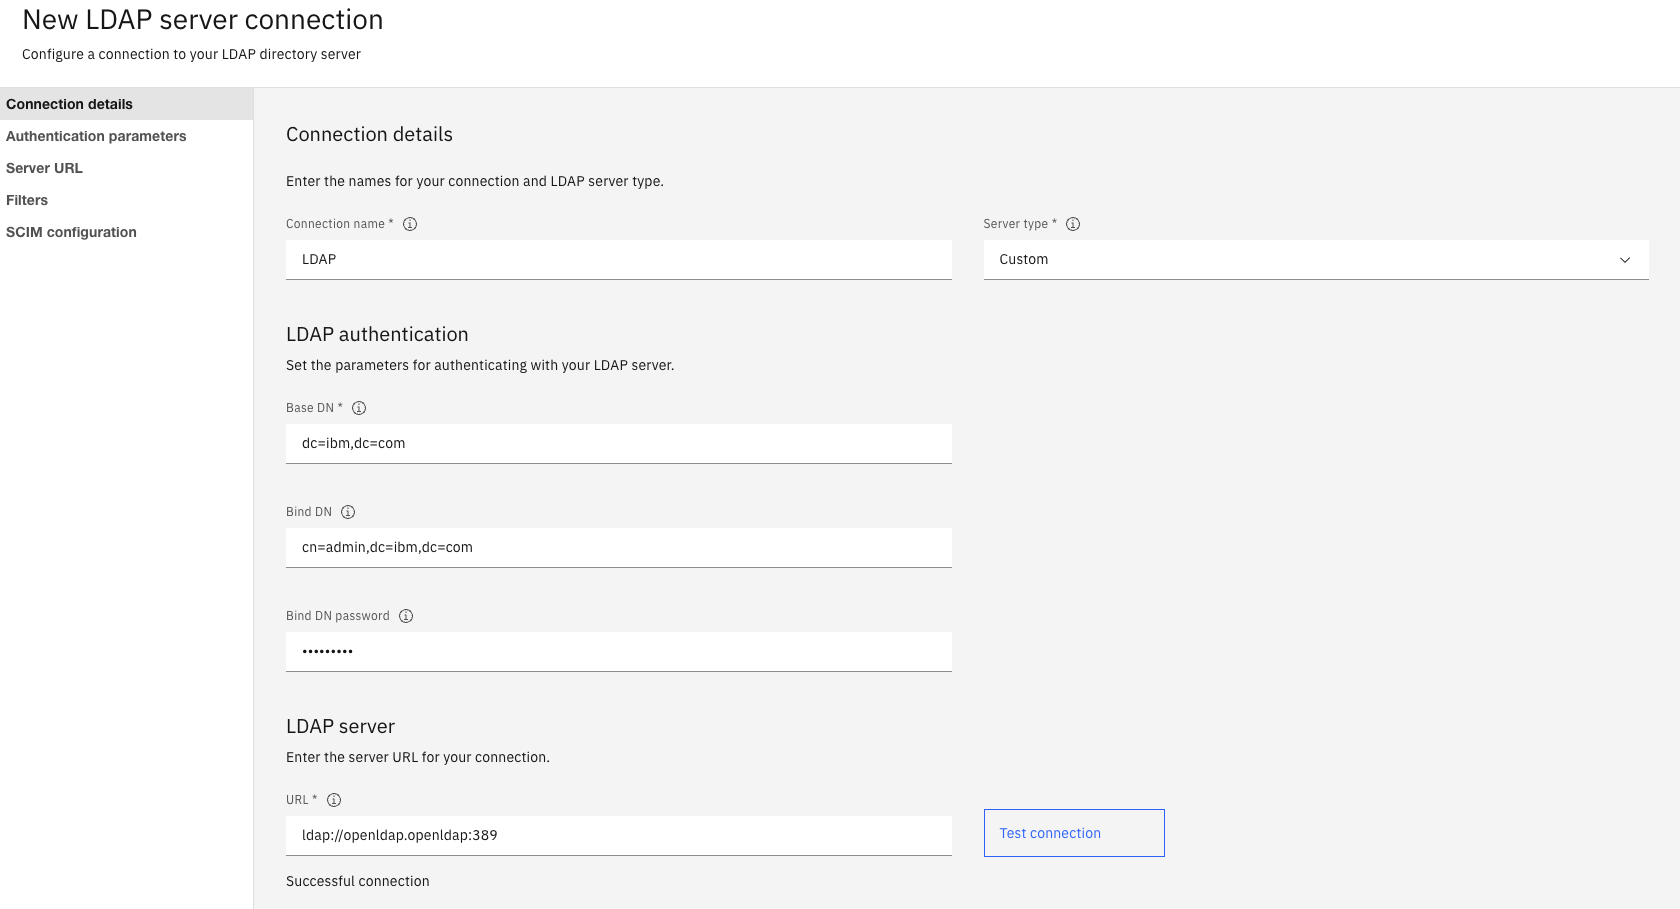 New LDAP server connection
Configure a connection to your LDAP directory server
Connection details
Authentication parameters
Server URL
Filters
SCIM configuration
Connection details
Enter the names for your connection and LDAP server type.
Connection name *
LDAP
Server type *
Custom
LDAP authentication
Set the parameters for authenticating with your LDAP server.
Base DN *
dc=ibm,dc=com
Bind DN
cn=admin,dc=ibm,dc=com
Bind DN password
•••••••••
LDAP server
Enter the server URL for your connection.
URL *
ldap://openldap.openldap:389
Test connection
Successful connection